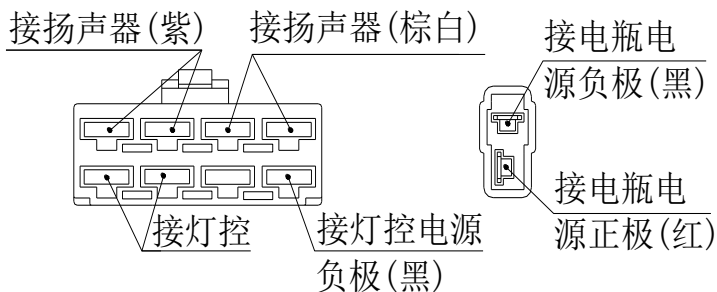 接扬声器(紫)
接扬声器(棕白)
接电瓶电
源负极(黑)
接电瓶电
源正极(红)
接灯控
接灯控电源
负极(黑)